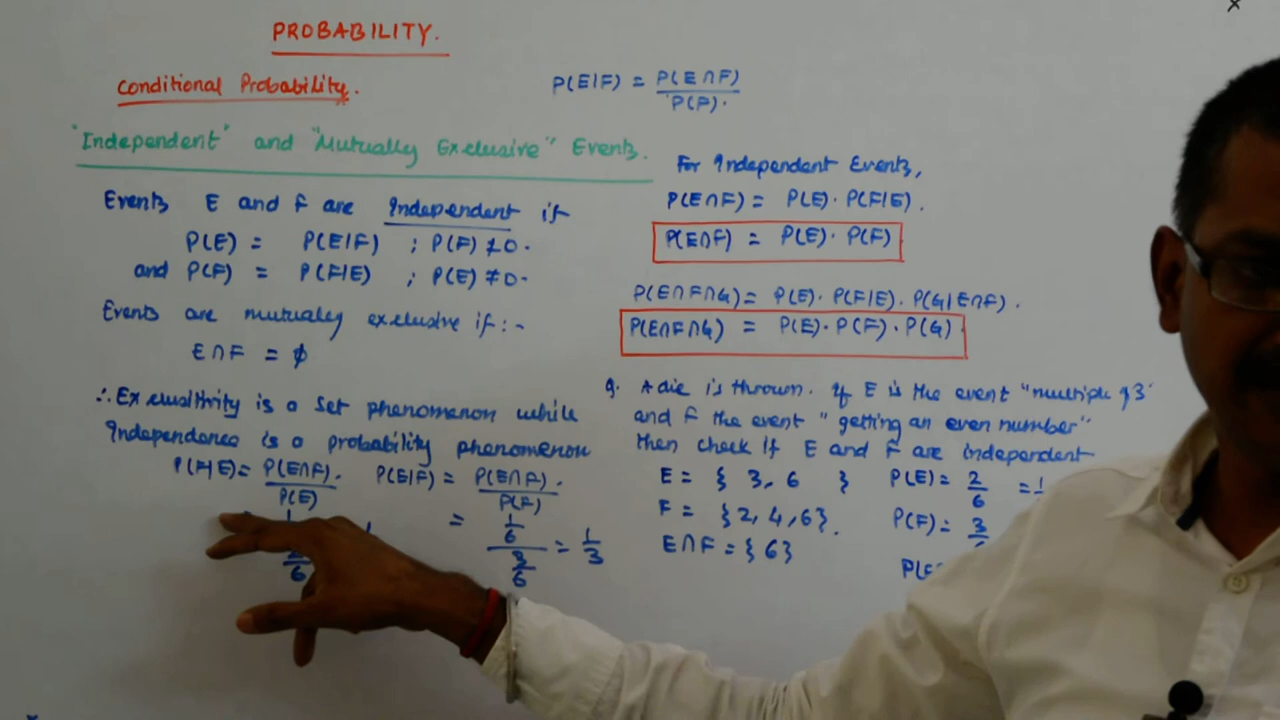 PROBABILITY.
Conditional Probability.
P(E|F) = P(E∩F)
P(F).
"Independent" and "Mutually Exclusive" Events.
Events E and F are Independent if
P(E) = P(E|F) ; P(F) ≠0.
and P(F) = P(F|E) ; P(E) ≠0.
Events are mutually exclusive if :-
E∩F = ϕ
∴ Exclusitivity is a set phenomenon while
Independence is a probability phenomenon
P(F|E) = P(E∩F). P(E|F) = P(E∩F).
P(E) P(F)
= 1/6
3/6 = 1/3
6
For Independent Events,
P(E∩F) = P(E). P(F|E).
P(E∩F) = P(E). P(F)
P(E∩F∩G) = P(E). P(F|E). P(G|E∩F).
P(E∩F∩G) = P(E). P(F). P(G).
Q. A die is thrown. If E is the event "multiple of 3"
and F the event "getting an even number"
then check if E and F are independent
E = { 3, 6 } P(E) = 2/6 = 1
F = {2, 4, 6}. P(F) = 3
E∩F = {6}